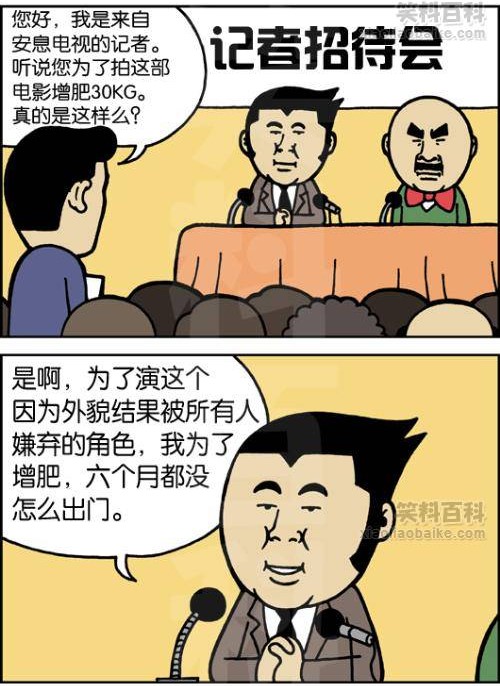 笑料百科
xiaoliaobaike.com
您好，我是来自
安息电视的记者。
听说您为了拍这部
电影增肥30KG。
真的是这样么？
记者招待会
是啊，为了演这个
因为外貌结果被所有人
嫌弃的角色，我为了
增肥，六个月都没
怎么出门。
笑料百科
xiaoliaobaike.com